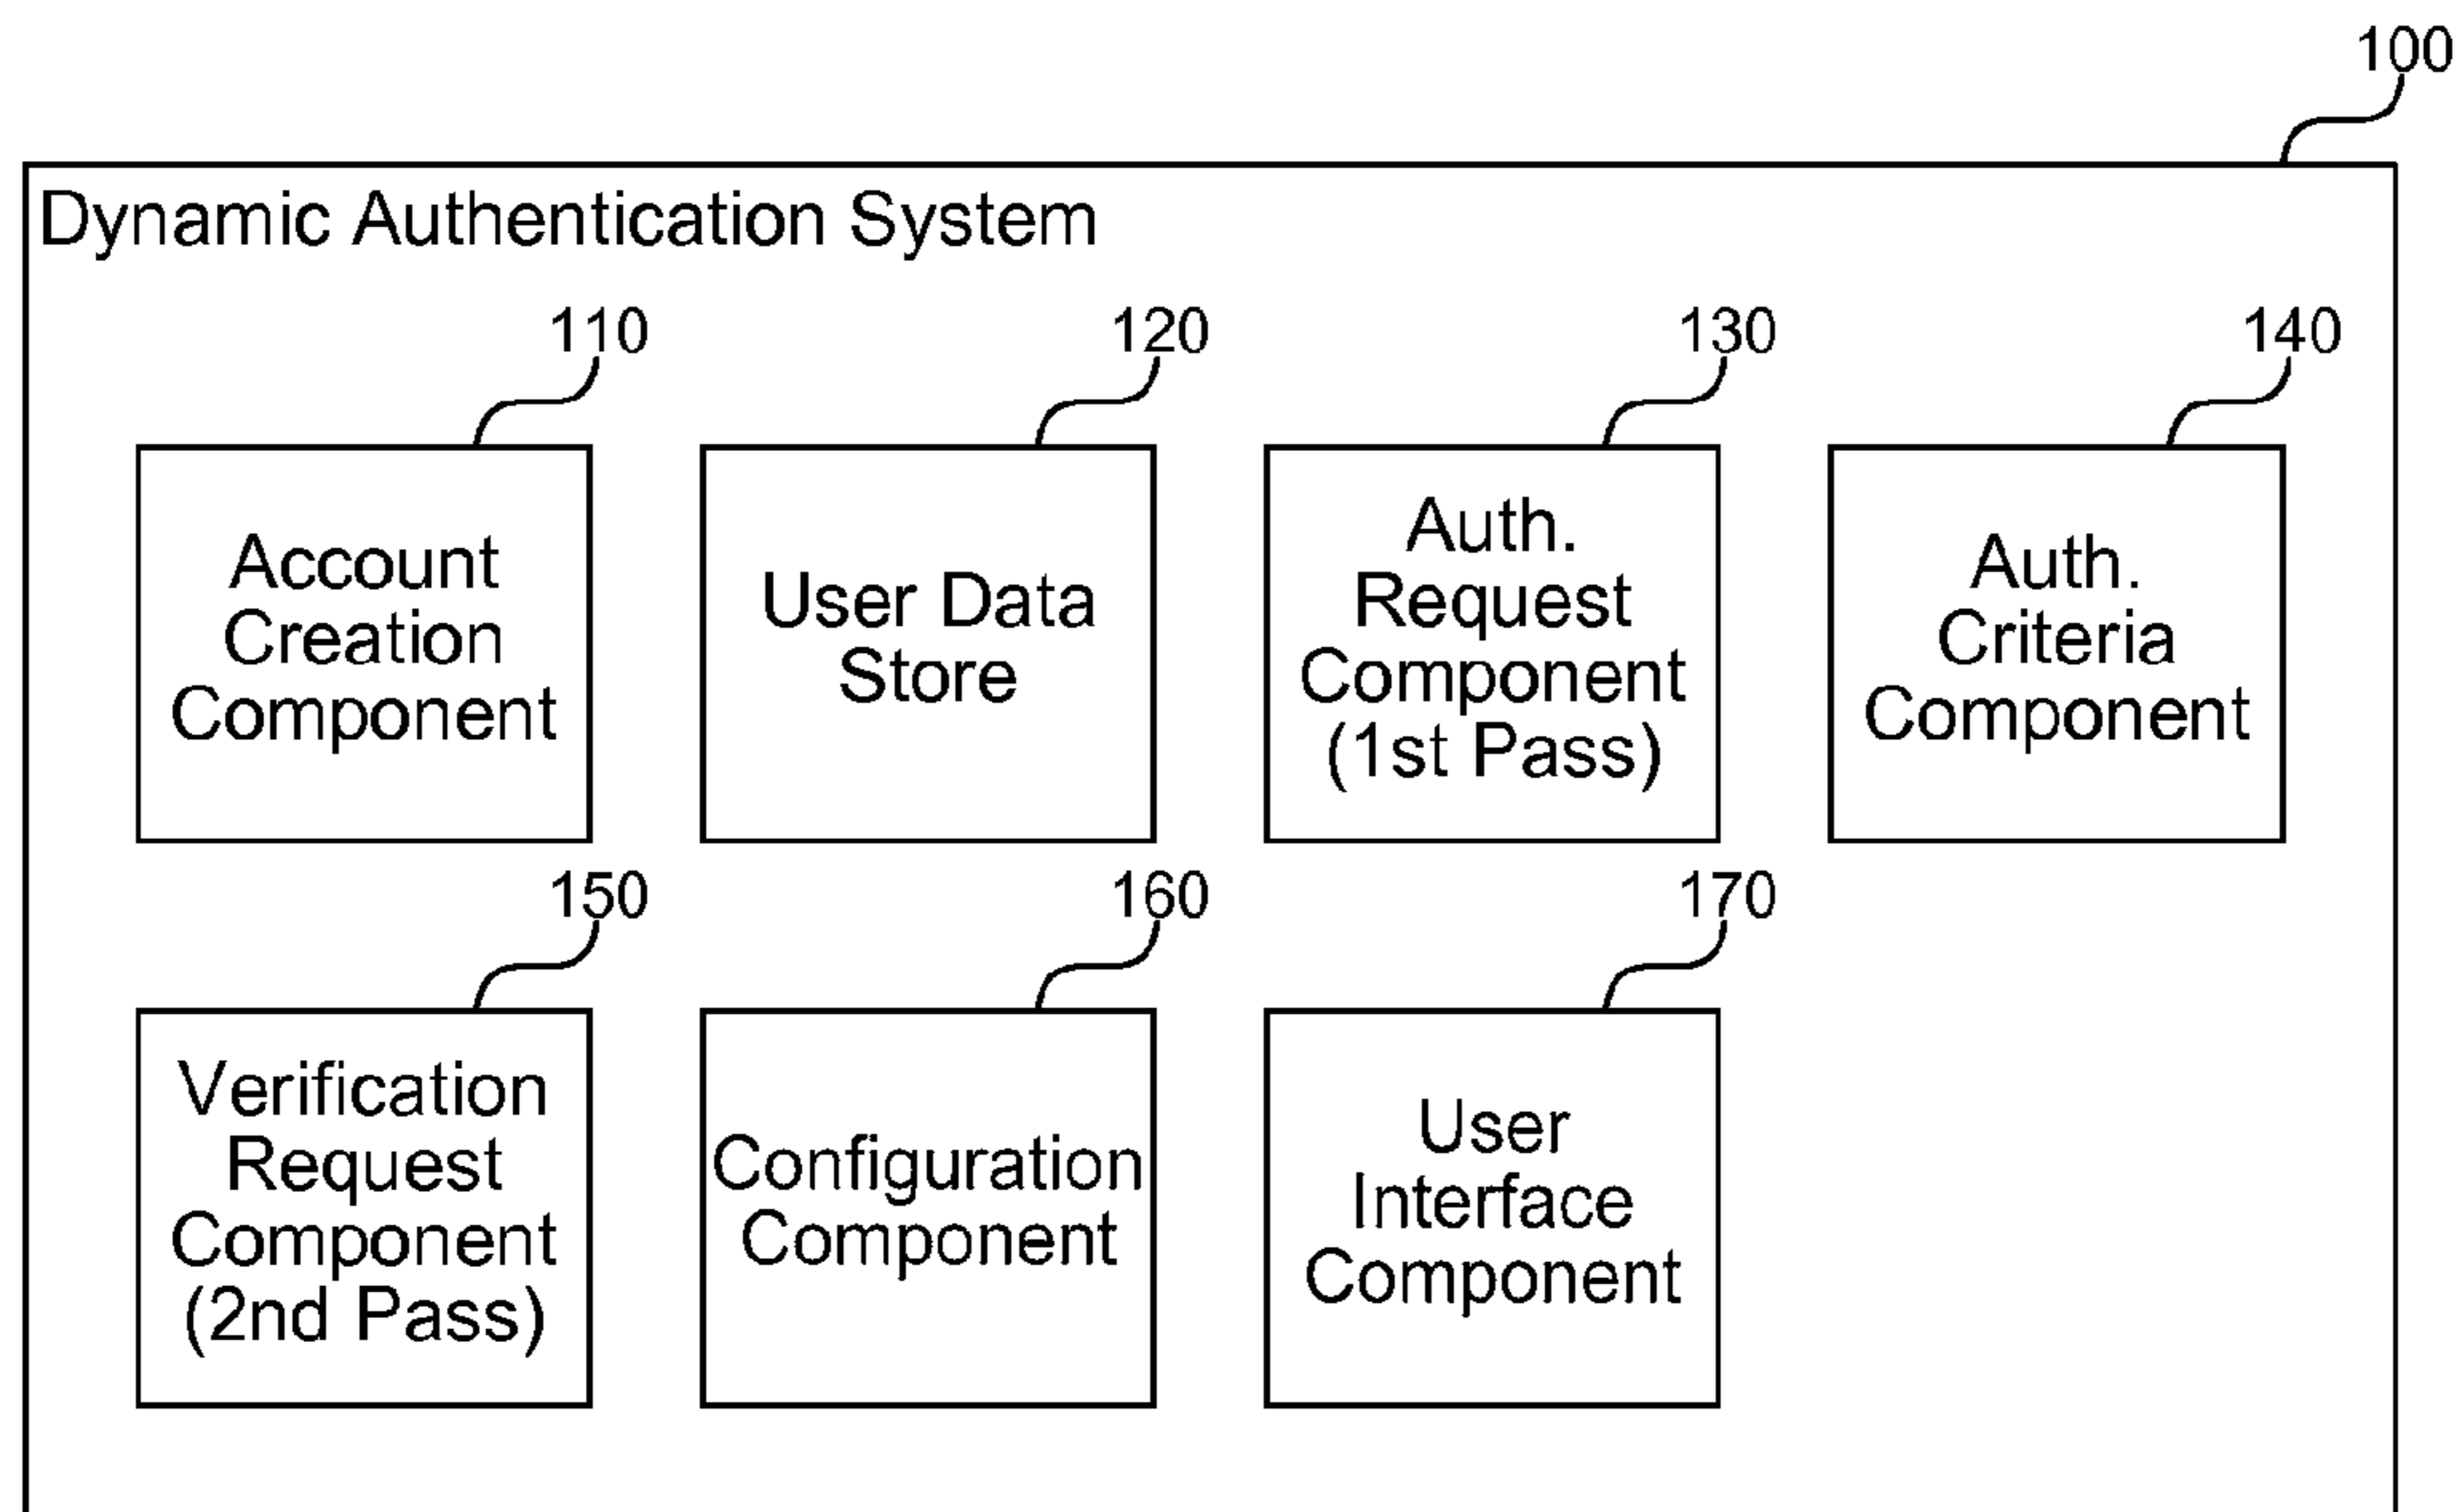 100
Dynamic Authentication System
110
120
130
140
Account
Creation
Component
User Data
Store
Auth.
Request
Component
(1st Pass)
Auth.
Criteria
Component
150
160
170
Verification
Request
Component
(2nd Pass)
Configuration
Component
User
Interface
Component